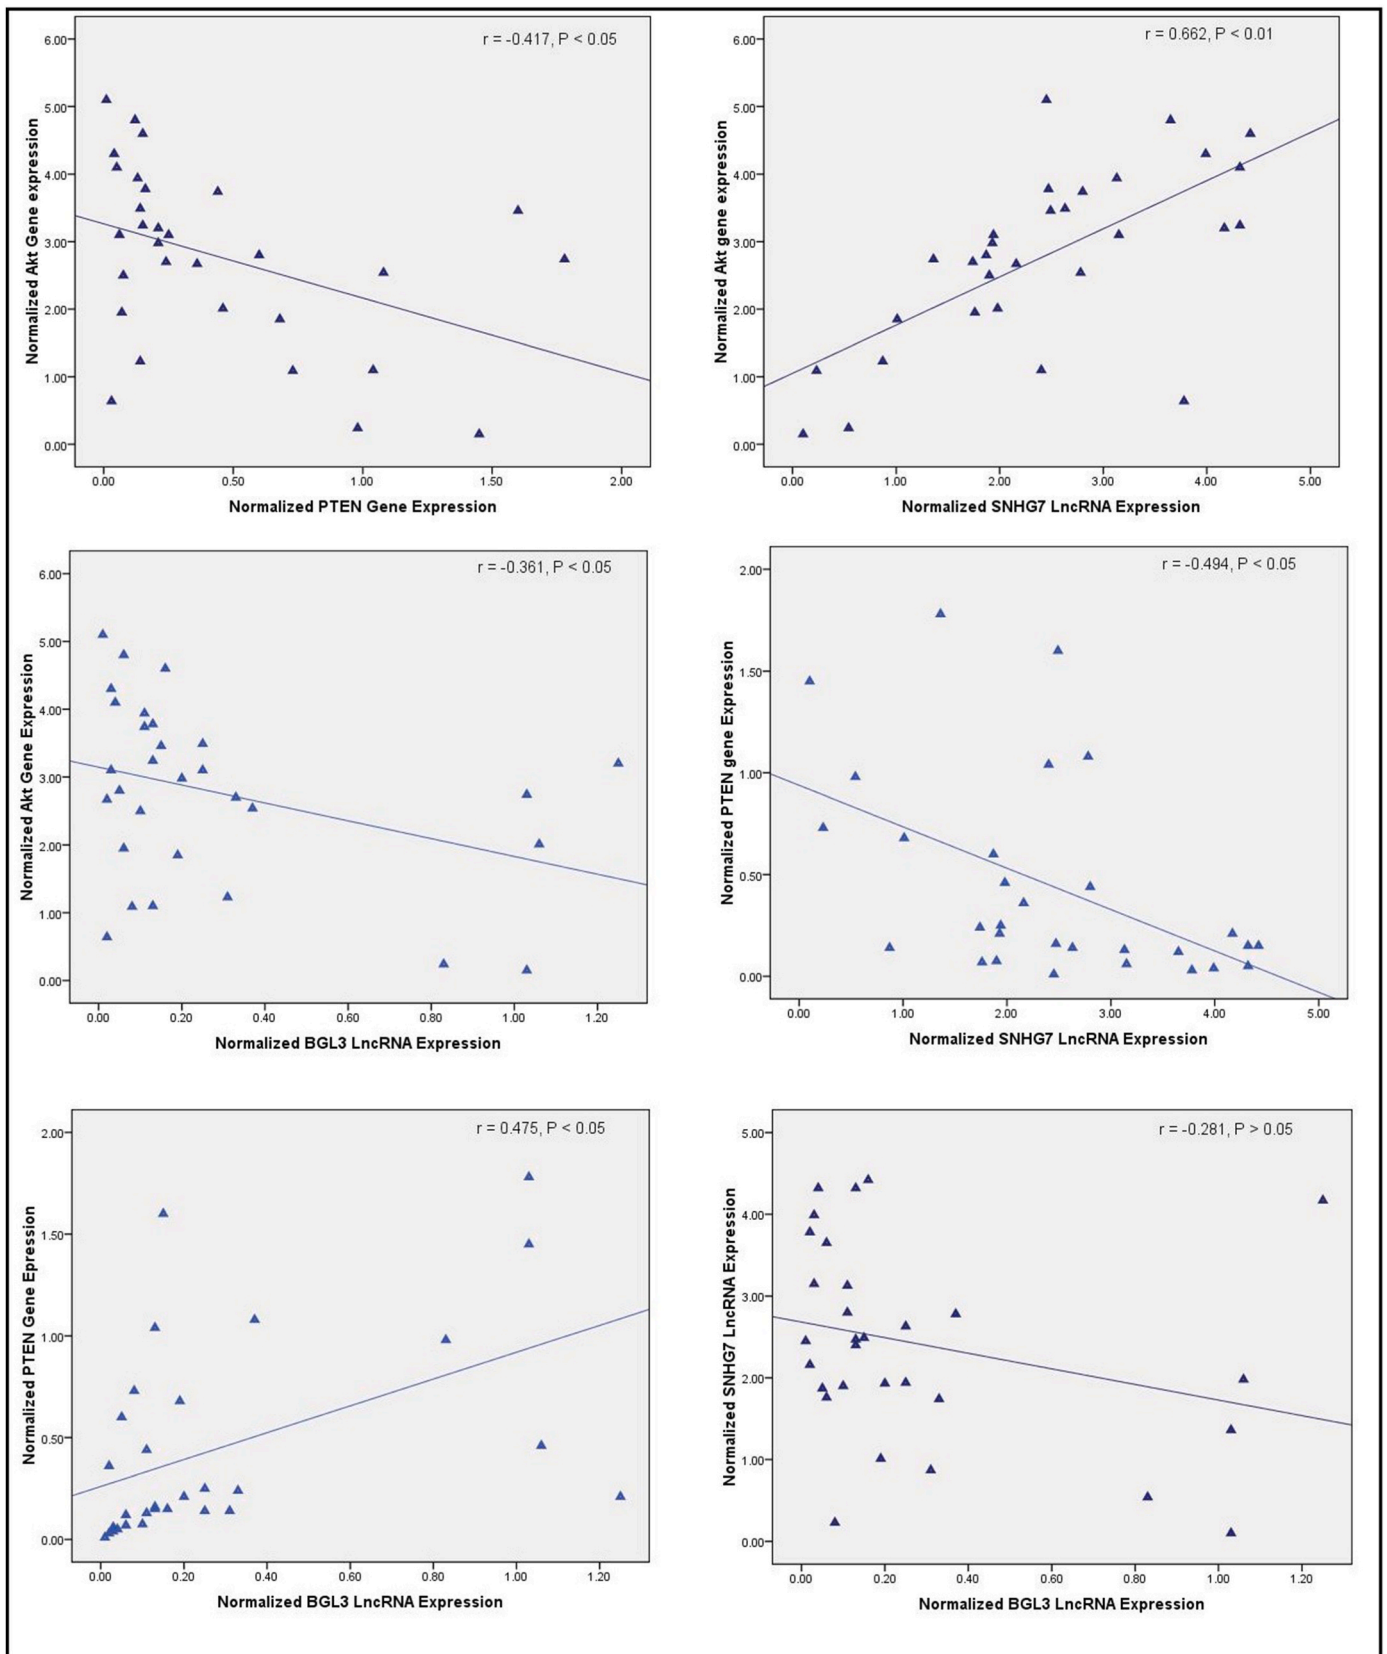 r = -0.417, P < 0.05
6.00
5.00
4.00
3.00
2.00
1.00
0.00
Normalized Akt Gene expression
0.00 0.50 1.00 1.50 2.00
Normalized PTEN Gene Expression
r = 0.662, P < 0.01
6.00
5.00
4.00
3.00
2.00
1.00
0.00
Normalized Akt gene expression
0.00 1.00 2.00 3.00 4.00 5.00
Normalized SNHG7 LncRNA Expression
r = -0.361, P < 0.05
6.00
5.00
4.00
3.00
2.00
1.00
0.00
Normalized Akt Gene Expression
0.00 0.20 0.40 0.60 0.80 1.00 1.20
Normalized BGL3 LncRNA Expression
r = -0.494, P < 0.05
2.00
1.50
1.00
0.50
0.00
Normalized PTEN gene Expression
0.00 1.00 2.00 3.00 4.00 5.00
Normalized SNHG7 LncRNA Expression
r = 0.475, P < 0.05
2.00
1.50
1.00
0.50
0.00
Normalized PTEN Gene Epression
0.00 0.20 0.40 0.60 0.80 1.00 1.20
Normalized BGL3 LncRNA Expression
r = -0.281, P > 0.05
5.00
4.00
3.00
2.00
1.00
0.00
Normalized SNHG7 LncRNA Expression
0.00 0.20 0.40 0.60 0.80 1.00 1.20
Normalized BGL3 LncRNA Expression